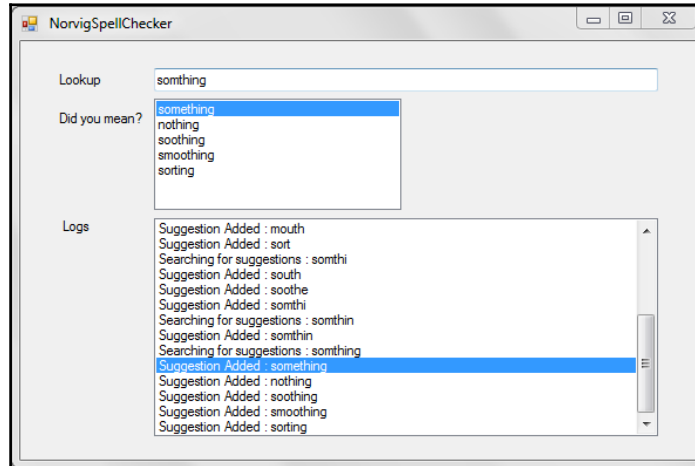 NorvigSpellChecker
Lookup
somthing
Did you mean?
something
nothing
soothing
smoothing
sorting
Logs
Suggestion Added : mouth
Suggestion Added : sort
Searching for suggestions : somthi
Suggestion Added : south
Suggestion Added : soothe
Suggestion Added : somthi
Searching for suggestions : somthin
Suggestion Added : somthin
Searching for suggestions : somthing
Suggestion Added : something
Suggestion Added : nothing
Suggestion Added : soothing
Suggestion Added : smoothing
Suggestion Added : sorting